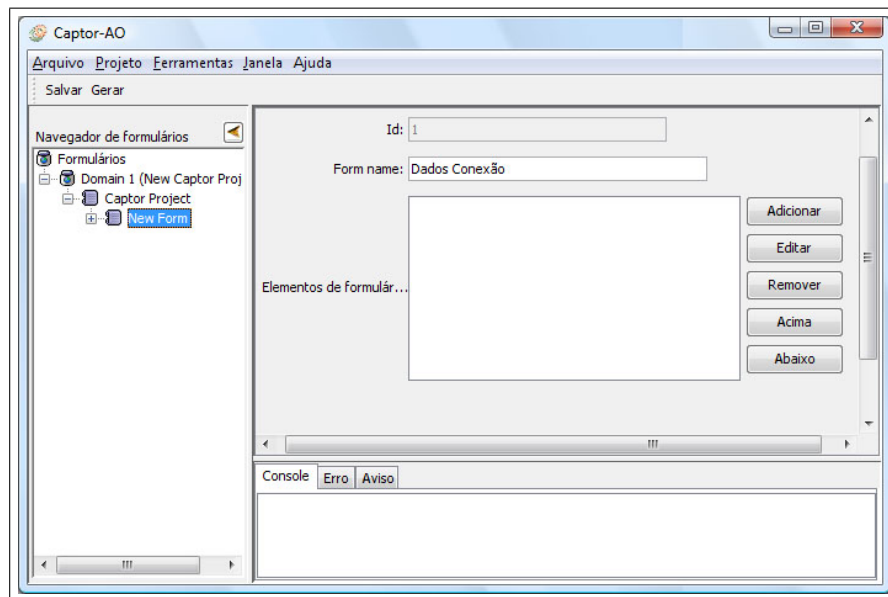 Captor-AO
Arquivo Projeto Ferramentas Janela Ajuda
Salvar Gerar
Navegador de formulários
Formulários
Domain 1 (New Captor Proj
Captor Project
New Form
Id: 1
Form name: Dados Conexão
Elementos de formulár...
Adicionar
Editar
Remover
Acima
Abaixo
Console Erro Aviso